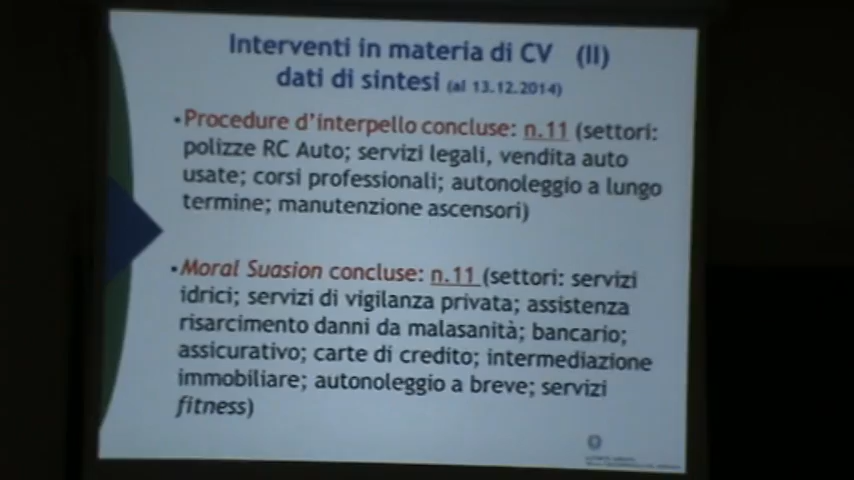 Interventi in materia di CV (II)
dati di sintesi (al 13.12.2014)
•Procedure d'interpello concluse: n.11 (settori:
polizze RC Auto; servizi legali, vendita auto
usate; corsi professionali; autonoleggio a lungo
termine; manutenzione ascensori)
•Moral Suasion concluse: n.11 (settori: servizi
idrici; servizi di vigilanza privata; assistenza
risarcimento danni da malasanità; bancario;
assicurativo; carte di credito; intermediazione
immobiliare; autonoleggio a breve; servizi
fitness)